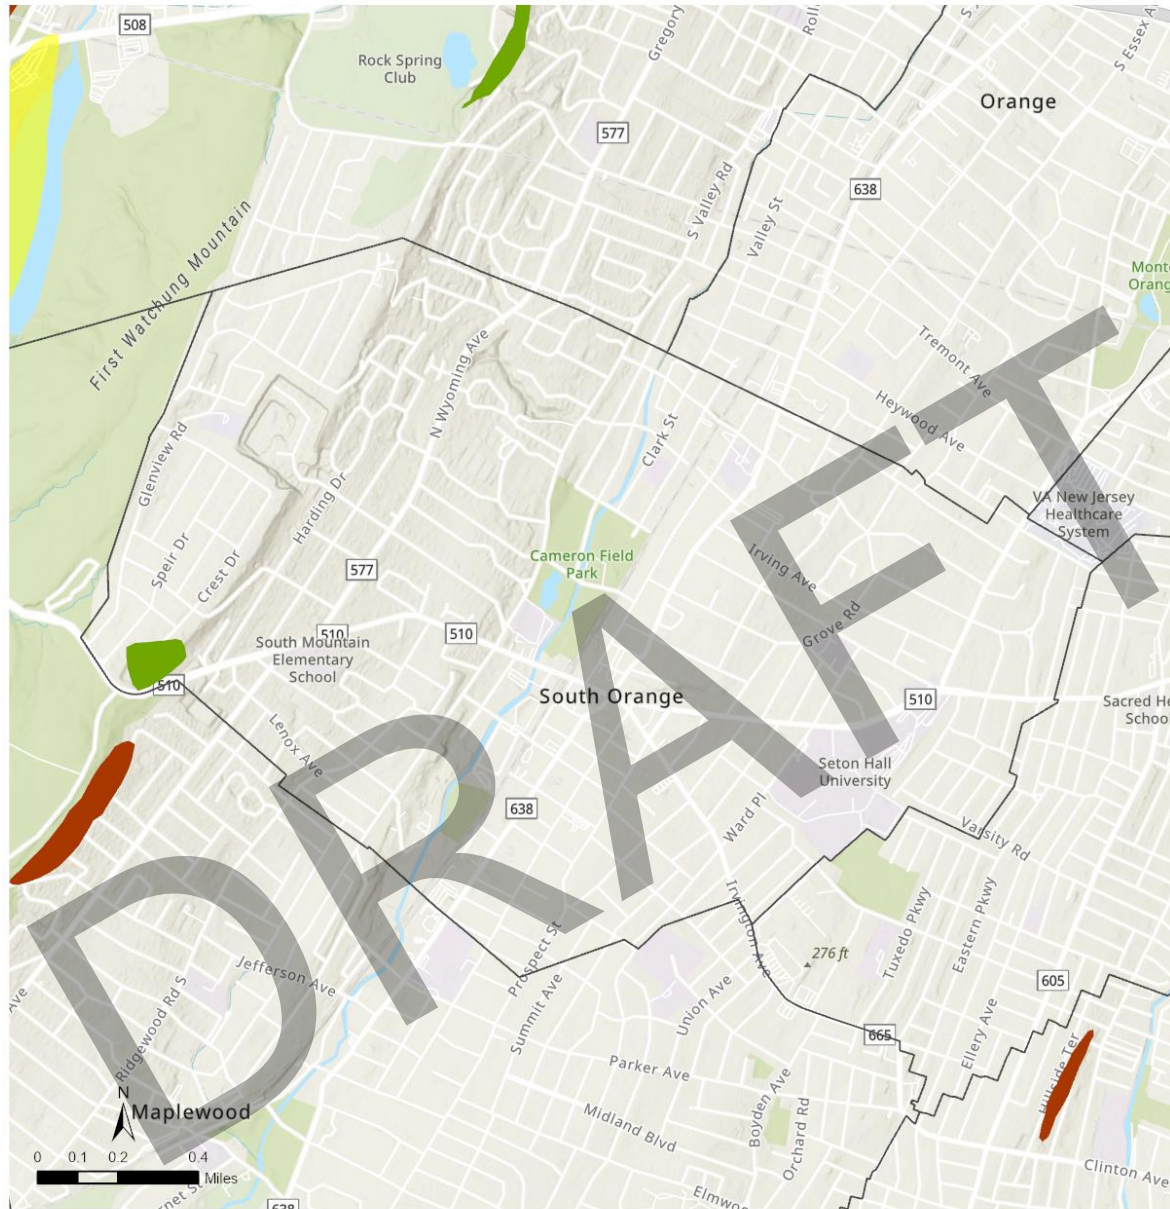 508
Rock Spring
Club
Gregory
Orange
S Essex A
577
638
S Valley Rd
Valley St
First Watchung Mountain
Mont
Orang
N Wyoming Ave
Tremont Ave
Heywood Ave
Clark St
Glenview Rd
VA New Jersey
Healthcare
System
Harding Dr
Speir Dr
Crest Dr
577
Cameron Field
Park
Irving Ave
Grove Rd
510
510
South Mountain
Elementary
School
510
South Orange
510
Sacred He
School
Lenox Ave
Seton Hall
University
638
Ward Pl
Varsity Rd
DRAFT
Irvington Ave
276 ft
Tuxedo Pkwy
Eastern Pkwy
Prospect St
Jefferson Ave
605
Summit Ave
Union Ave
Ridgewood Rd S
Ave
665
Ellery Ave
Hillside Ter
Parker Ave
Boyden Ave
Orchard Rd
Midland Blvd
N
Maplewood
0 0.1 0.2 0.4
Miles
Clinton Ave
Elmwo
638